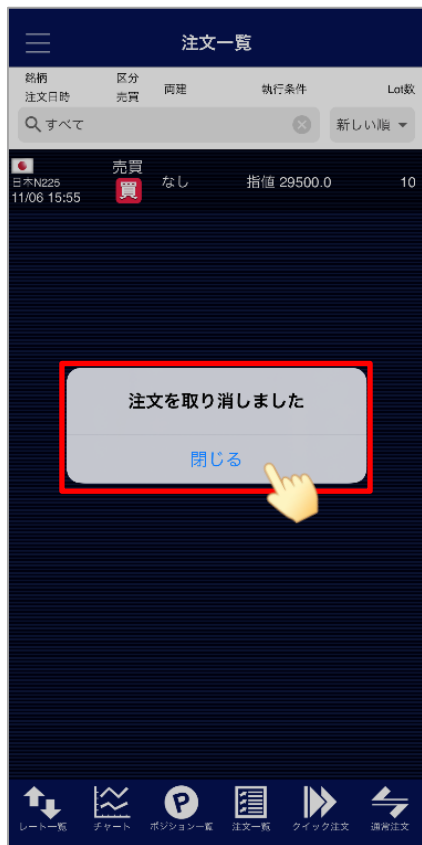 注文一覧
銘柄 区分 両建 執行条件 Lot数
注文日時 売買
すべて 新しい順
日本N225 売買 なし 指値 29500.0 10
11/06 15:55 買
注文を取り消しました
閉じる
P
レート一覧 チャート ポジション一覧 注文一覧 クイック注文 通常注文